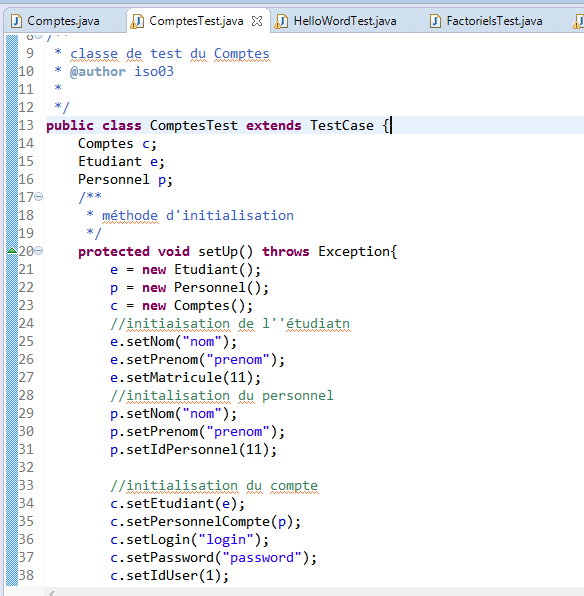 Comptes.java ComptesTest.java HelloWordTest.java FactorielsTest.java
8 /**
9 * classe de test du Comptes
10 * @author iso03
11 *
12 */
13 public class ComptesTest extends TestCase {
14 Comptes c;
15 Etudiant e;
16 Personnel p;
17 /**
18 * méthode d'initialisation
19 */
20 protected void setUp() throws Exception{
21 e = new Etudiant();
22 p = new Personnel();
23 c = new Comptes();
24 //initiaisation de l''étudiatn
25 e.setNom("nom");
26 e.setPrenom("prenom");
27 e.setMatricule(11);
28 //initalisation du personnel
29 p.setNom("nom");
30 p.setPrenom("prenom");
31 p.setIdPersonnel(11);
32
33 //initialisation du compte
34 c.setEtudiant(e);
35 c.setPersonnelCompte(p);
36 c.setLogin("login");
37 c.setPassword("password");
38 c.setIdUser(1);